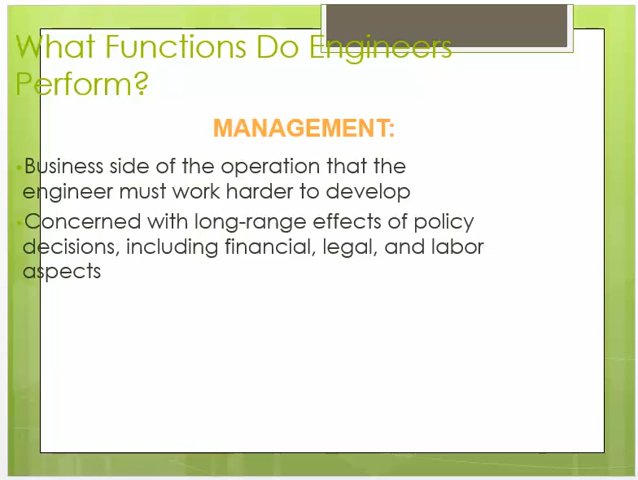 What Functions Do Engineers
Perform?
MANAGEMENT:
•Business side of the operation that the
engineer must work harder to develop
•Concerned with long-range effects of policy
decisions, including financial, legal, and labor
aspects